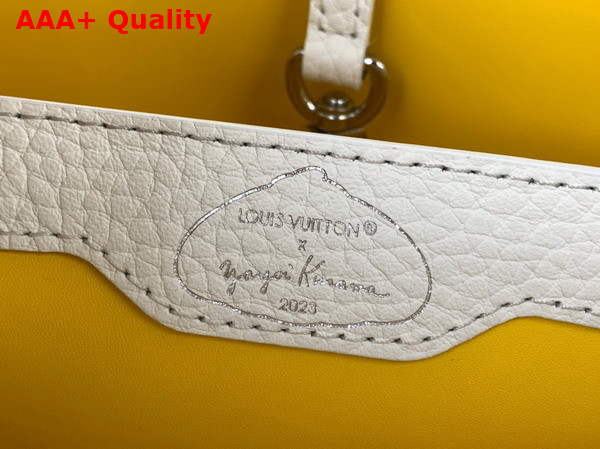 AAA+ Quality
LOUIS VUITTON®
x
Yayoi Kusama
2023